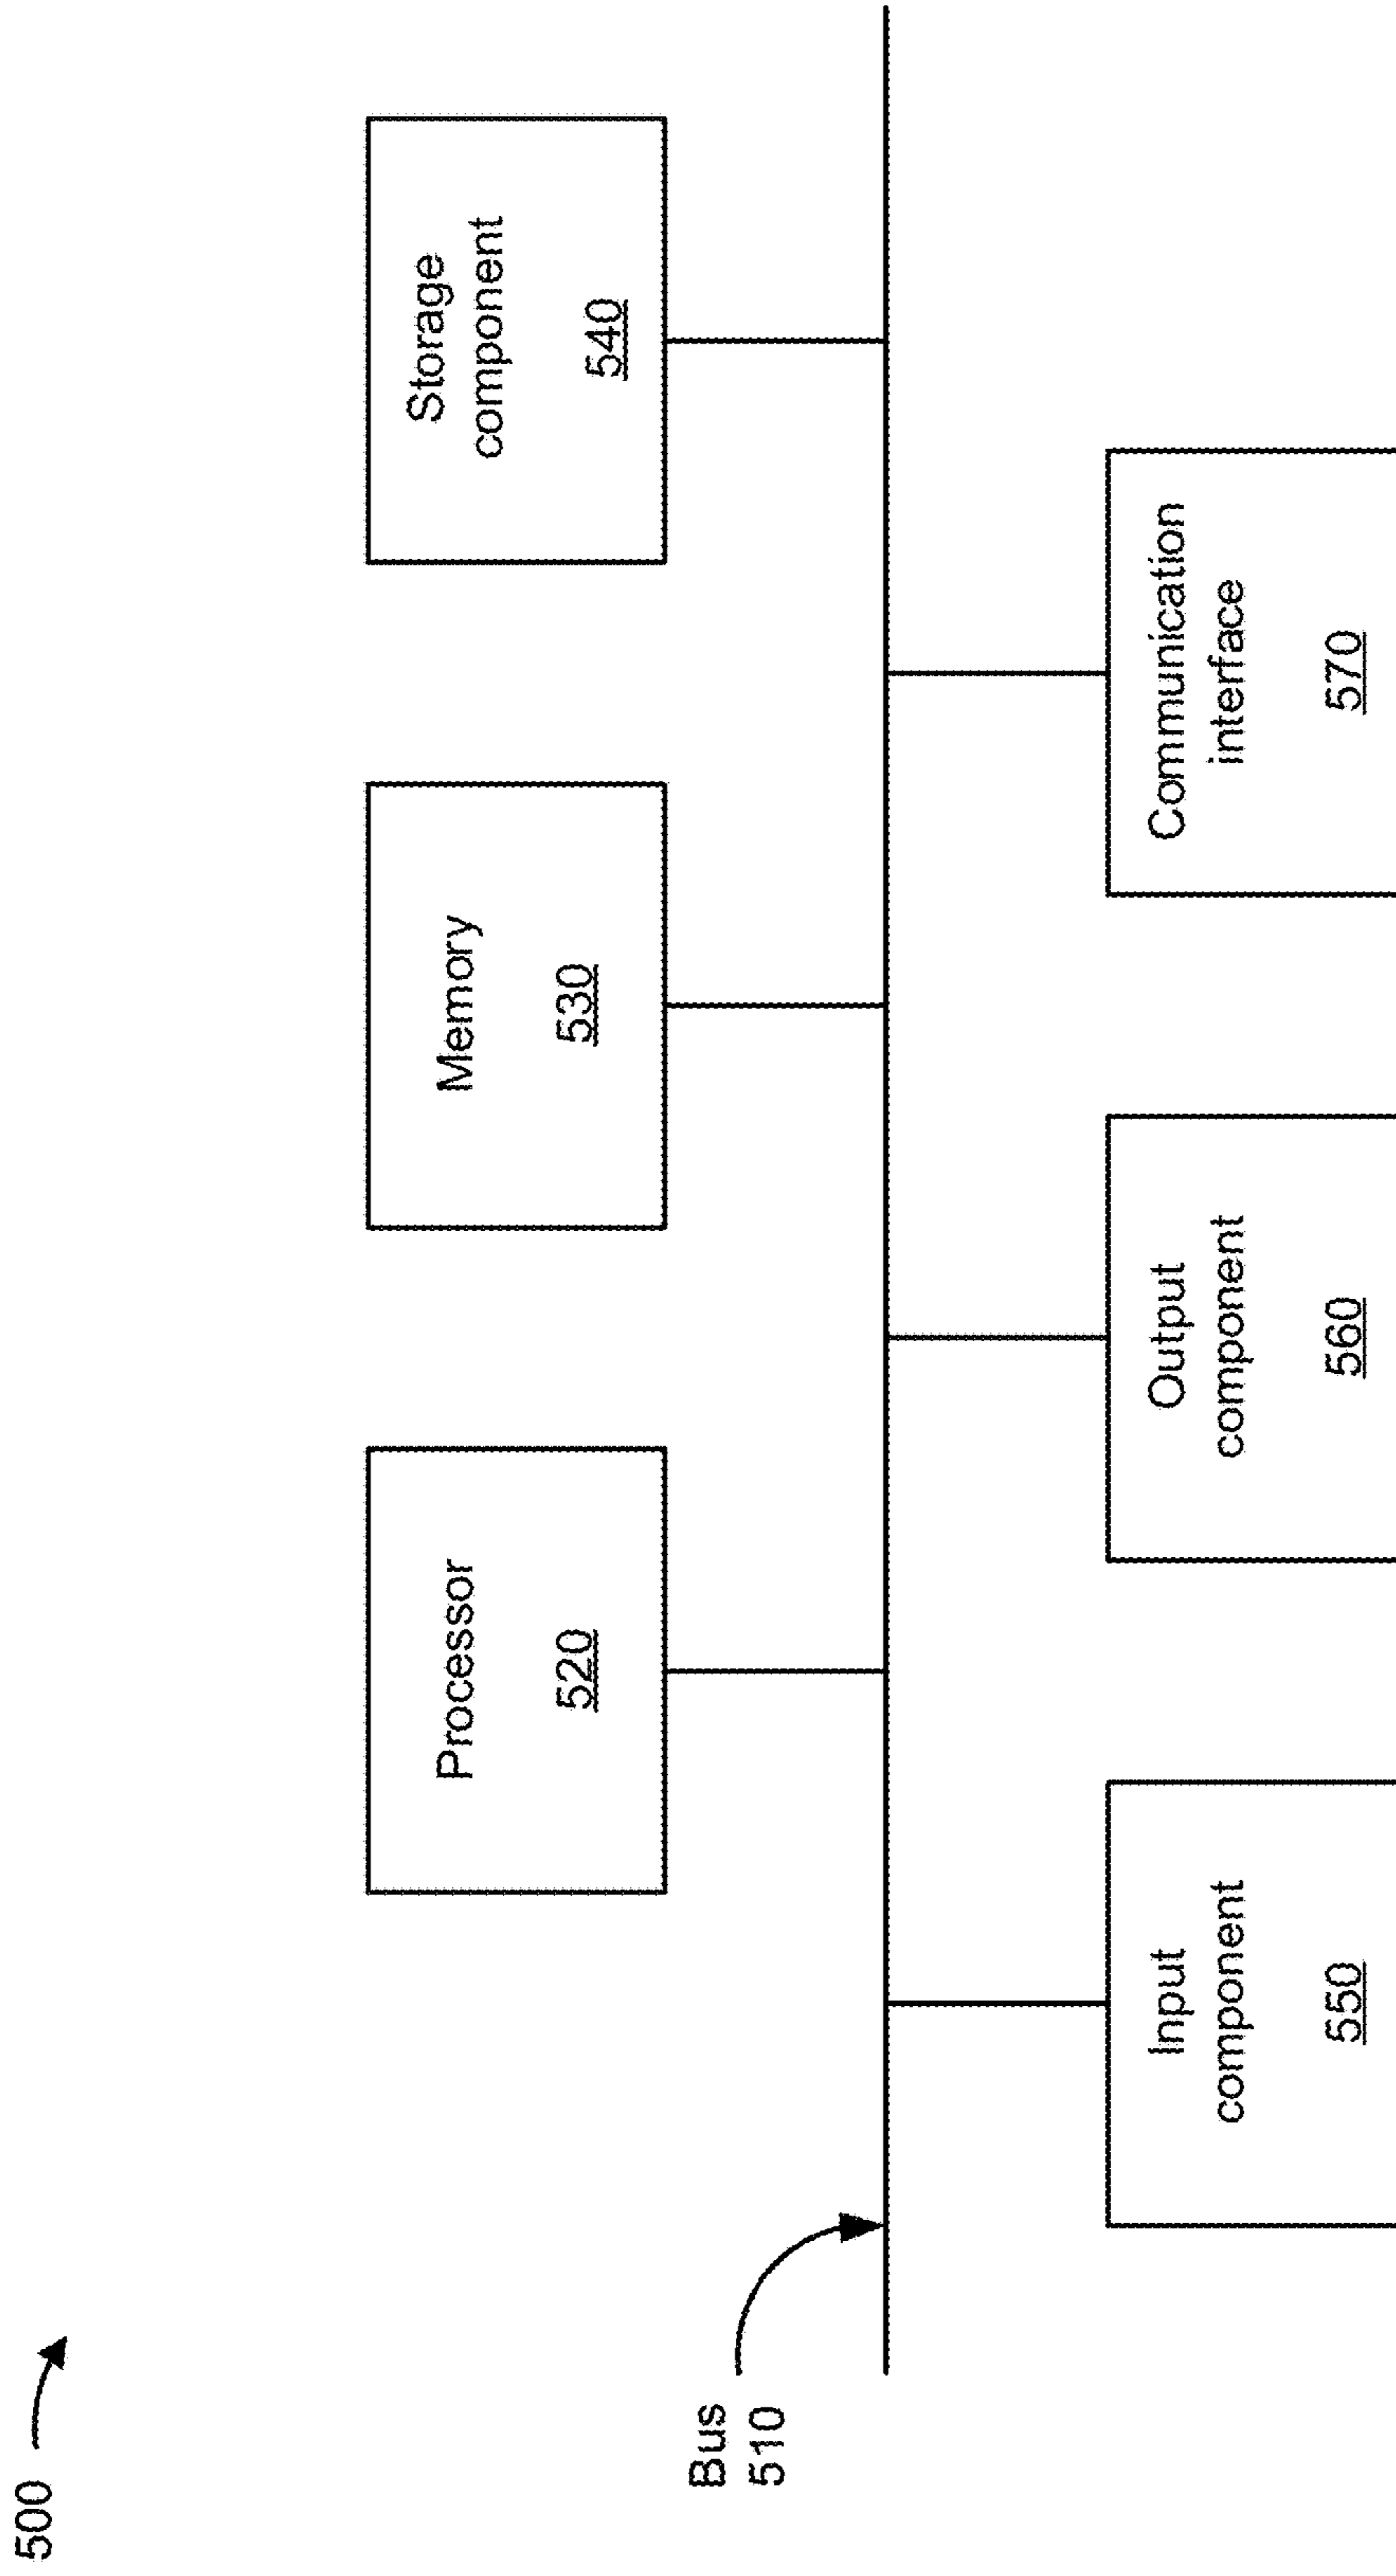 500
Processor
520
Memory
530
Storage
component
540
Bus
510
Input
component
550
Output
component
560
Communication
interface
570